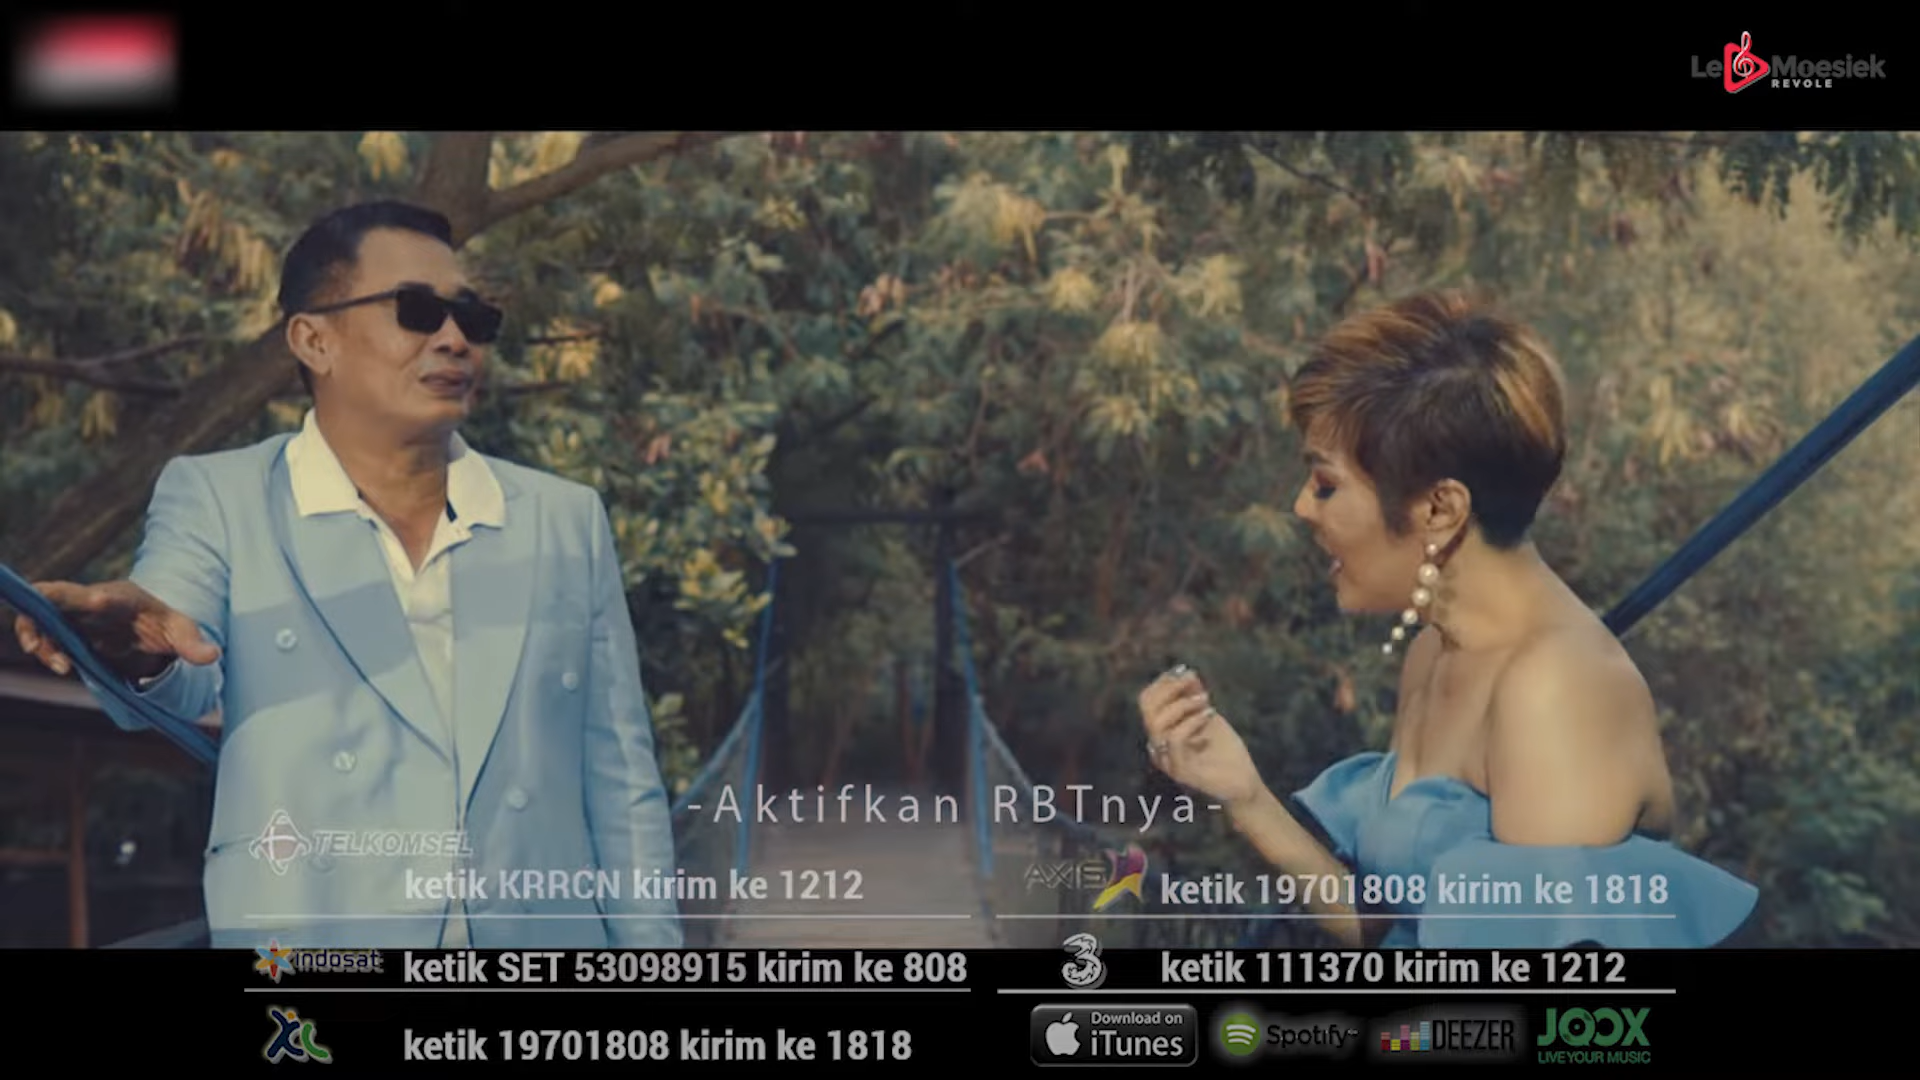 Le Moesiek
REVOLE
-Aktifkan RBTnya-
TELKOMSEL
ketik KRRCN kirim ke 1212
AXIS
ketik 19701808 kirim ke 1818
indosat
ketik SET 53098915 kirim ke 808
3
ketik 111370 kirim ke 1212
XL
ketik 19701808 kirim ke 1818
Download on
iTunes
Spotify
DEEZER
JOOX
LIVE YOUR MUSIC